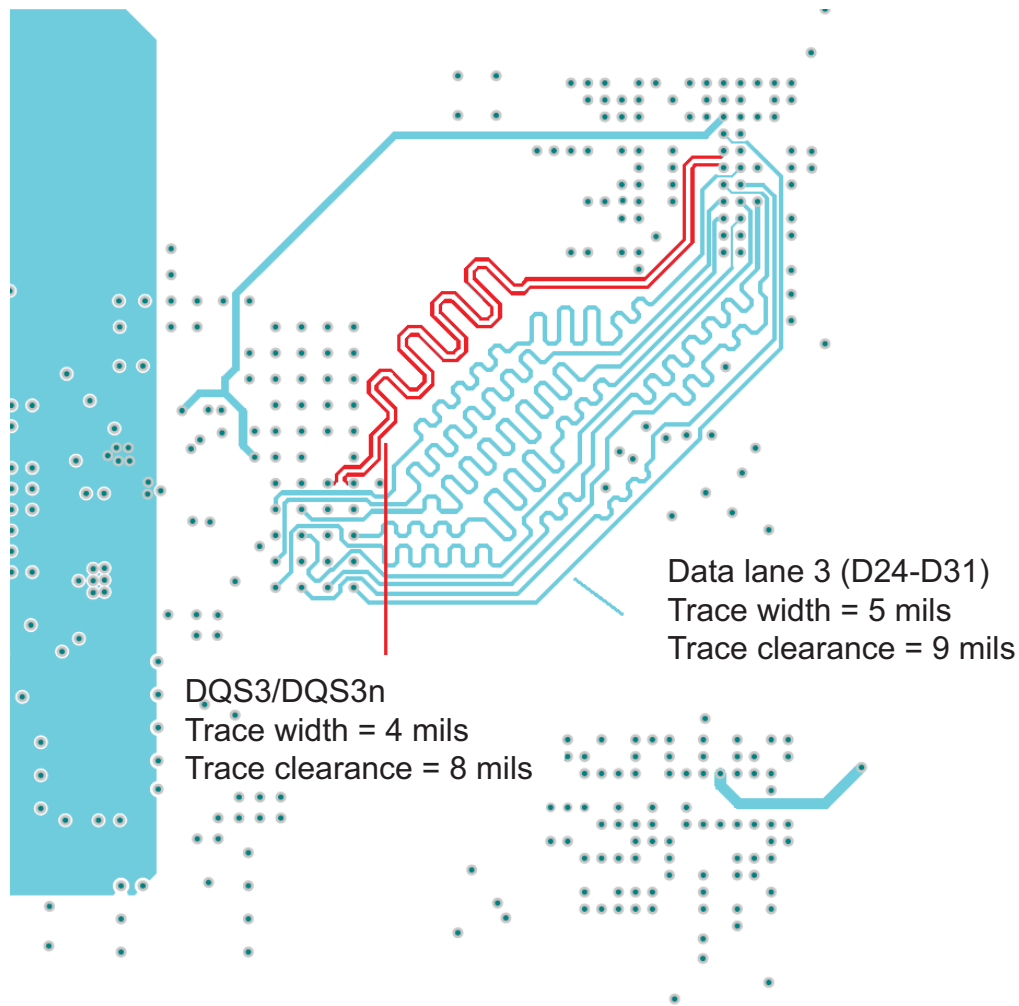 Data lane 3 (D24-D31)
Trace width = 5 mils
Trace clearance = 9 mils
DQS3/DQS3n
Trace width = 4 mils
Trace clearance = 8 mils